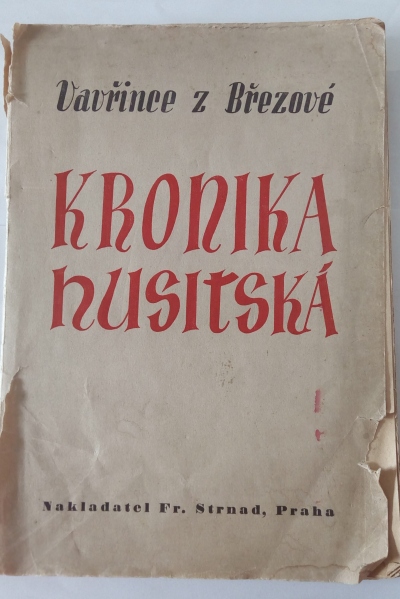 Vavřince z Březové
KRONIKA
HUSITSKÁ
Nakladatel Fr. Strnad, Praha